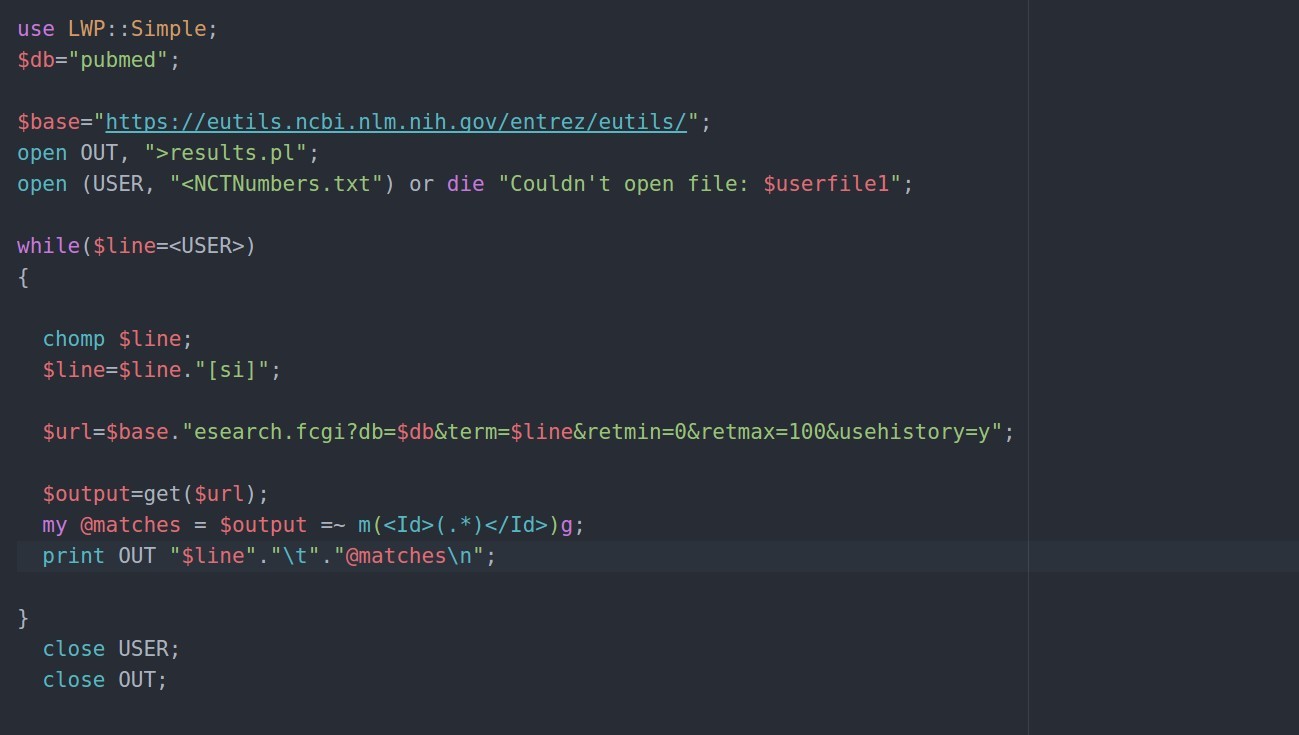 use LWP::Simple;
$db="pubmed";
$base="https://eutils.ncbi.nlm.nih.gov/entrez/eutils/";
open OUT, ">results.pl";
open (USER, "<NCTNumbers.txt") or die "Couldn't open file: $userfile1";
while($line=<USER>)
{
chomp $line;
$line=$line."[si]";
$url=$base."esearch.fcgi?db=$db&term=$line&retmin=0&retmax=100&usehistory=y";
$output=get($url);
my @matches = $output =~ m(<Id>(.*)</Id>)g;
print OUT "$line"."\t"."@matches\n";
}
close USER;
close OUT;